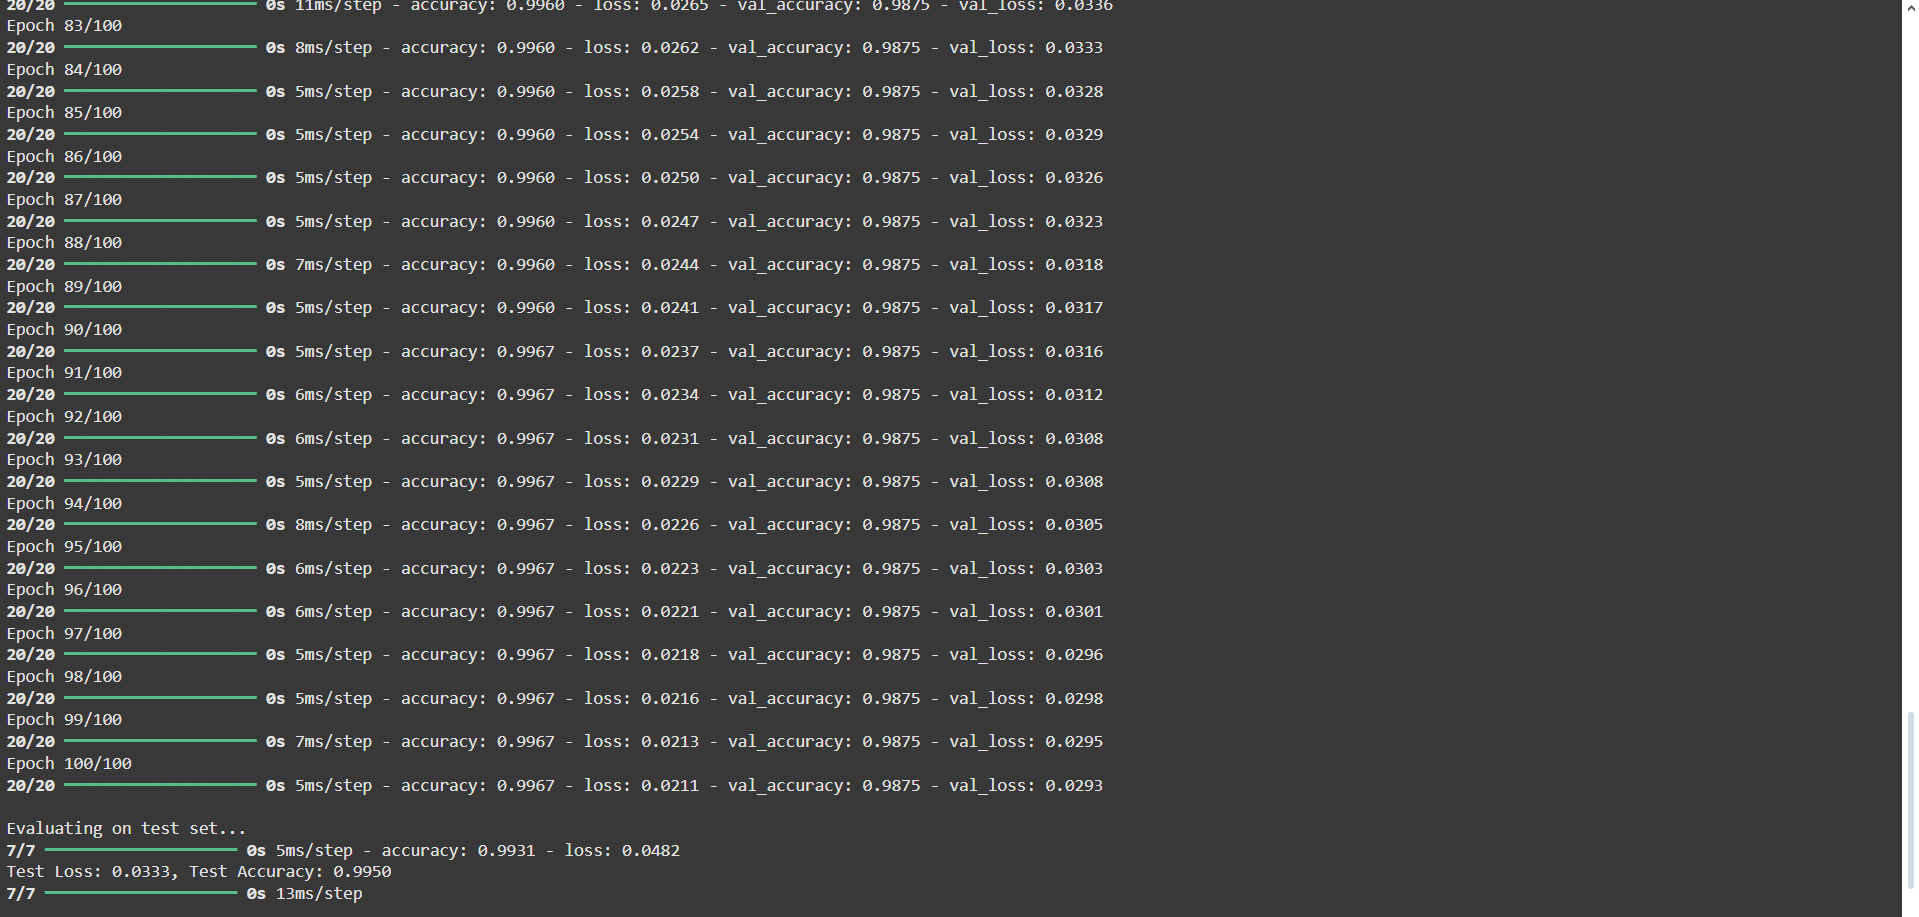 20/20 ━━━━━━━━━━━━━━━━━━━━ 0s 11ms/step - accuracy: 0.9960 - loss: 0.0265 - val_accuracy: 0.9875 - val_loss: 0.0336
Epoch 83/100
20/20 ━━━━━━━━━━━━━━━━━━━━ 0s 8ms/step - accuracy: 0.9960 - loss: 0.0262 - val_accuracy: 0.9875 - val_loss: 0.0333
Epoch 84/100
20/20 ━━━━━━━━━━━━━━━━━━━━ 0s 5ms/step - accuracy: 0.9960 - loss: 0.0258 - val_accuracy: 0.9875 - val_loss: 0.0328
Epoch 85/100
20/20 ━━━━━━━━━━━━━━━━━━━━ 0s 5ms/step - accuracy: 0.9960 - loss: 0.0254 - val_accuracy: 0.9875 - val_loss: 0.0329
Epoch 86/100
20/20 ━━━━━━━━━━━━━━━━━━━━ 0s 5ms/step - accuracy: 0.9960 - loss: 0.0250 - val_accuracy: 0.9875 - val_loss: 0.0326
Epoch 87/100
20/20 ━━━━━━━━━━━━━━━━━━━━ 0s 5ms/step - accuracy: 0.9960 - loss: 0.0247 - val_accuracy: 0.9875 - val_loss: 0.0323
Epoch 88/100
20/20 ━━━━━━━━━━━━━━━━━━━━ 0s 7ms/step - accuracy: 0.9960 - loss: 0.0244 - val_accuracy: 0.9875 - val_loss: 0.0318
Epoch 89/100
20/20 ━━━━━━━━━━━━━━━━━━━━ 0s 5ms/step - accuracy: 0.9960 - loss: 0.0241 - val_accuracy: 0.9875 - val_loss: 0.0317
Epoch 90/100
20/20 ━━━━━━━━━━━━━━━━━━━━ 0s 5ms/step - accuracy: 0.9967 - loss: 0.0237 - val_accuracy: 0.9875 - val_loss: 0.0316
Epoch 91/100
20/20 ━━━━━━━━━━━━━━━━━━━━ 0s 6ms/step - accuracy: 0.9967 - loss: 0.0234 - val_accuracy: 0.9875 - val_loss: 0.0312
Epoch 92/100
20/20 ━━━━━━━━━━━━━━━━━━━━ 0s 6ms/step - accuracy: 0.9967 - loss: 0.0231 - val_accuracy: 0.9875 - val_loss: 0.0308
Epoch 93/100
20/20 ━━━━━━━━━━━━━━━━━━━━ 0s 5ms/step - accuracy: 0.9967 - loss: 0.0229 - val_accuracy: 0.9875 - val_loss: 0.0308
Epoch 94/100
20/20 ━━━━━━━━━━━━━━━━━━━━ 0s 8ms/step - accuracy: 0.9967 - loss: 0.0226 - val_accuracy: 0.9875 - val_loss: 0.0305
Epoch 95/100
20/20 ━━━━━━━━━━━━━━━━━━━━ 0s 6ms/step - accuracy: 0.9967 - loss: 0.0223 - val_accuracy: 0.9875 - val_loss: 0.0303
Epoch 96/100
20/20 ━━━━━━━━━━━━━━━━━━━━ 0s 6ms/step - accuracy: 0.9967 - loss: 0.0221 - val_accuracy: 0.9875 - val_loss: 0.0301
Epoch 97/100
20/20 ━━━━━━━━━━━━━━━━━━━━ 0s 5ms/step - accuracy: 0.9967 - loss: 0.0218 - val_accuracy: 0.9875 - val_loss: 0.0296
Epoch 98/100
20/20 ━━━━━━━━━━━━━━━━━━━━ 0s 5ms/step - accuracy: 0.9967 - loss: 0.0216 - val_accuracy: 0.9875 - val_loss: 0.0298
Epoch 99/100
20/20 ━━━━━━━━━━━━━━━━━━━━ 0s 7ms/step - accuracy: 0.9967 - loss: 0.0213 - val_accuracy: 0.9875 - val_loss: 0.0295
Epoch 100/100
20/20 ━━━━━━━━━━━━━━━━━━━━ 0s 5ms/step - accuracy: 0.9967 - loss: 0.0211 - val_accuracy: 0.9875 - val_loss: 0.0293
Evaluating on test set...
7/7 ━━━━━━━━━━━━━━━━━━━━ 0s 5ms/step - accuracy: 0.9931 - loss: 0.0482
Test Loss: 0.0333, Test Accuracy: 0.9950
7/7 ━━━━━━━━━━━━━━━━━━━━ 0s 13ms/step